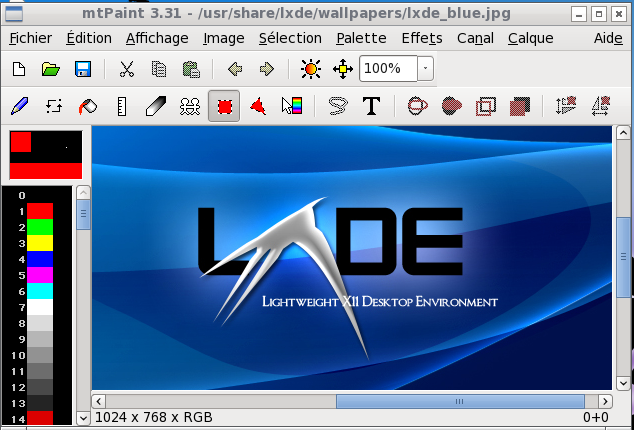 mtPaint 3.31 - /usr/share/lxde/wallpapers/lxde_blue.jpg
Fichier Édition Affichage Image Sélection Palette Effets Canal Calque Aide
100%
T
0
1
2
3
4
5
6
7
8
9
10
11
12
13
14
LXDE
Lightweight X11 Desktop Environment
1024 x 768 x RGB 0+0